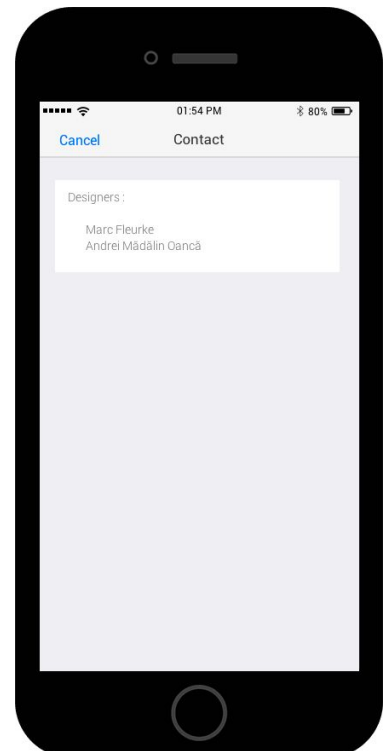 01:54 PM
80%
Cancel
Contact
Designers :
Marc Fleurke
Andrei Mădălin Oancă